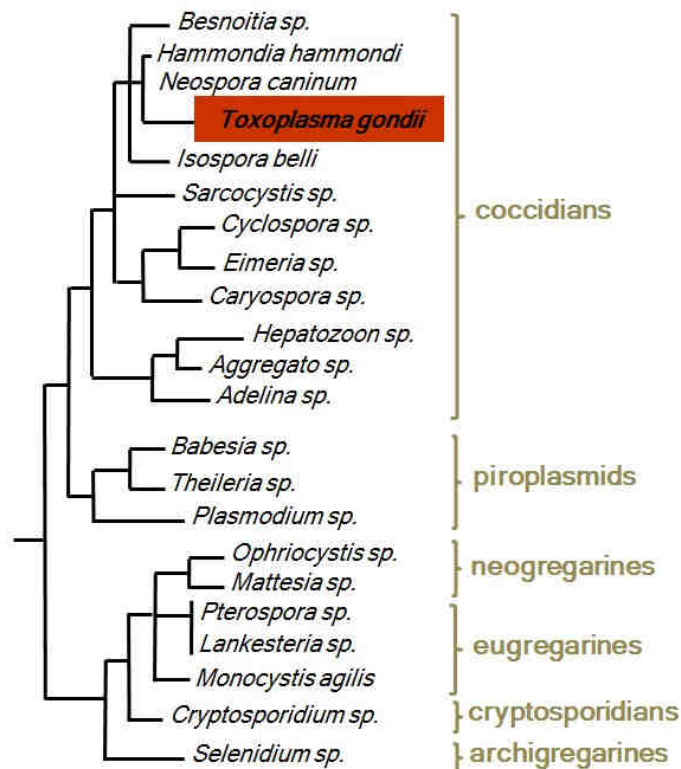 Besnoitia sp.
Hammondia hammondi
Neospora caninum
Toxoplasma gondii
Isospora belli
Sarcocystis sp.
Cyclospora sp.
Eimeria sp.
Caryospora sp.
Hepatozoon sp.
Aggregato sp.
Adelina sp.
coccidians
Babesia sp.
Theileria sp.
Plasmodium sp.
piroplasmids
Ophriocystis sp.
Mattesia sp.
neogregarines
Pterospora sp.
Lankesteria sp.
Monocystis agilis
eugregarines
Cryptosporidium sp.
cryptosporidians
Selenidium sp.
archigregarines